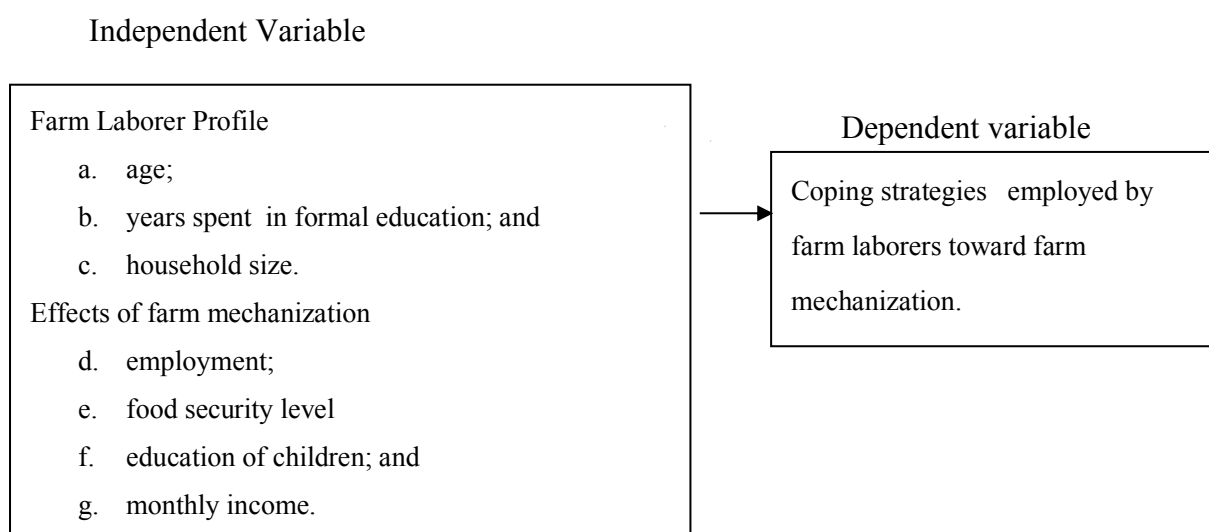 Independent Variable
Farm Laborer Profile
a. age;
b. years spent in formal education; and
c. household size.
Effects of farm mechanization
d. employment;
e. food security level
f. education of children; and
g. monthly income.
Dependent variable
Coping strategies employed by
farm laborers toward farm
mechanization.